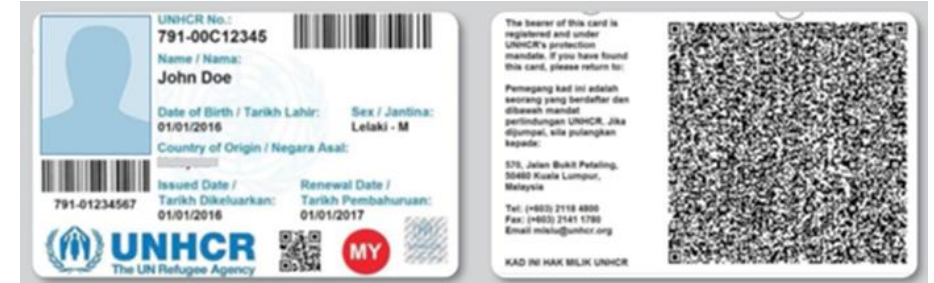 UNHCR No.:
791-00C12345
Name / Nama:
John Doe
Date of Birth / Tarikh Lahir:
01/01/2016
Sex / Jantina:
Lelaki - M
Country of Origin / Negara Asal:
791-01234567
Issued Date /
Tarikh Dikeluarkan:
01/01/2016
Renewal Date /
Tarikh Pembahuruan:
01/01/2017
UNHCR
The UN Refugee Agency
MY
The bearer of this card is
registered and under
UNHCR's protection
mandate. If you have found
this card, please return to:
Pemegang kad ini adalah
seorang yang berdaftar dan
dibawah mandat
perlindungan UNHCR. Jika
dijumpai, sila pulangkan
kepada:
570, Jalan Bukit Petaling,
50460 Kuala Lumpur,
Malaysia
Tel: (+603) 2118 4800
Fax: (+603) 2141 1780
Email mislu@unhcr.org
KAD INI HAK MILIK UNHCR